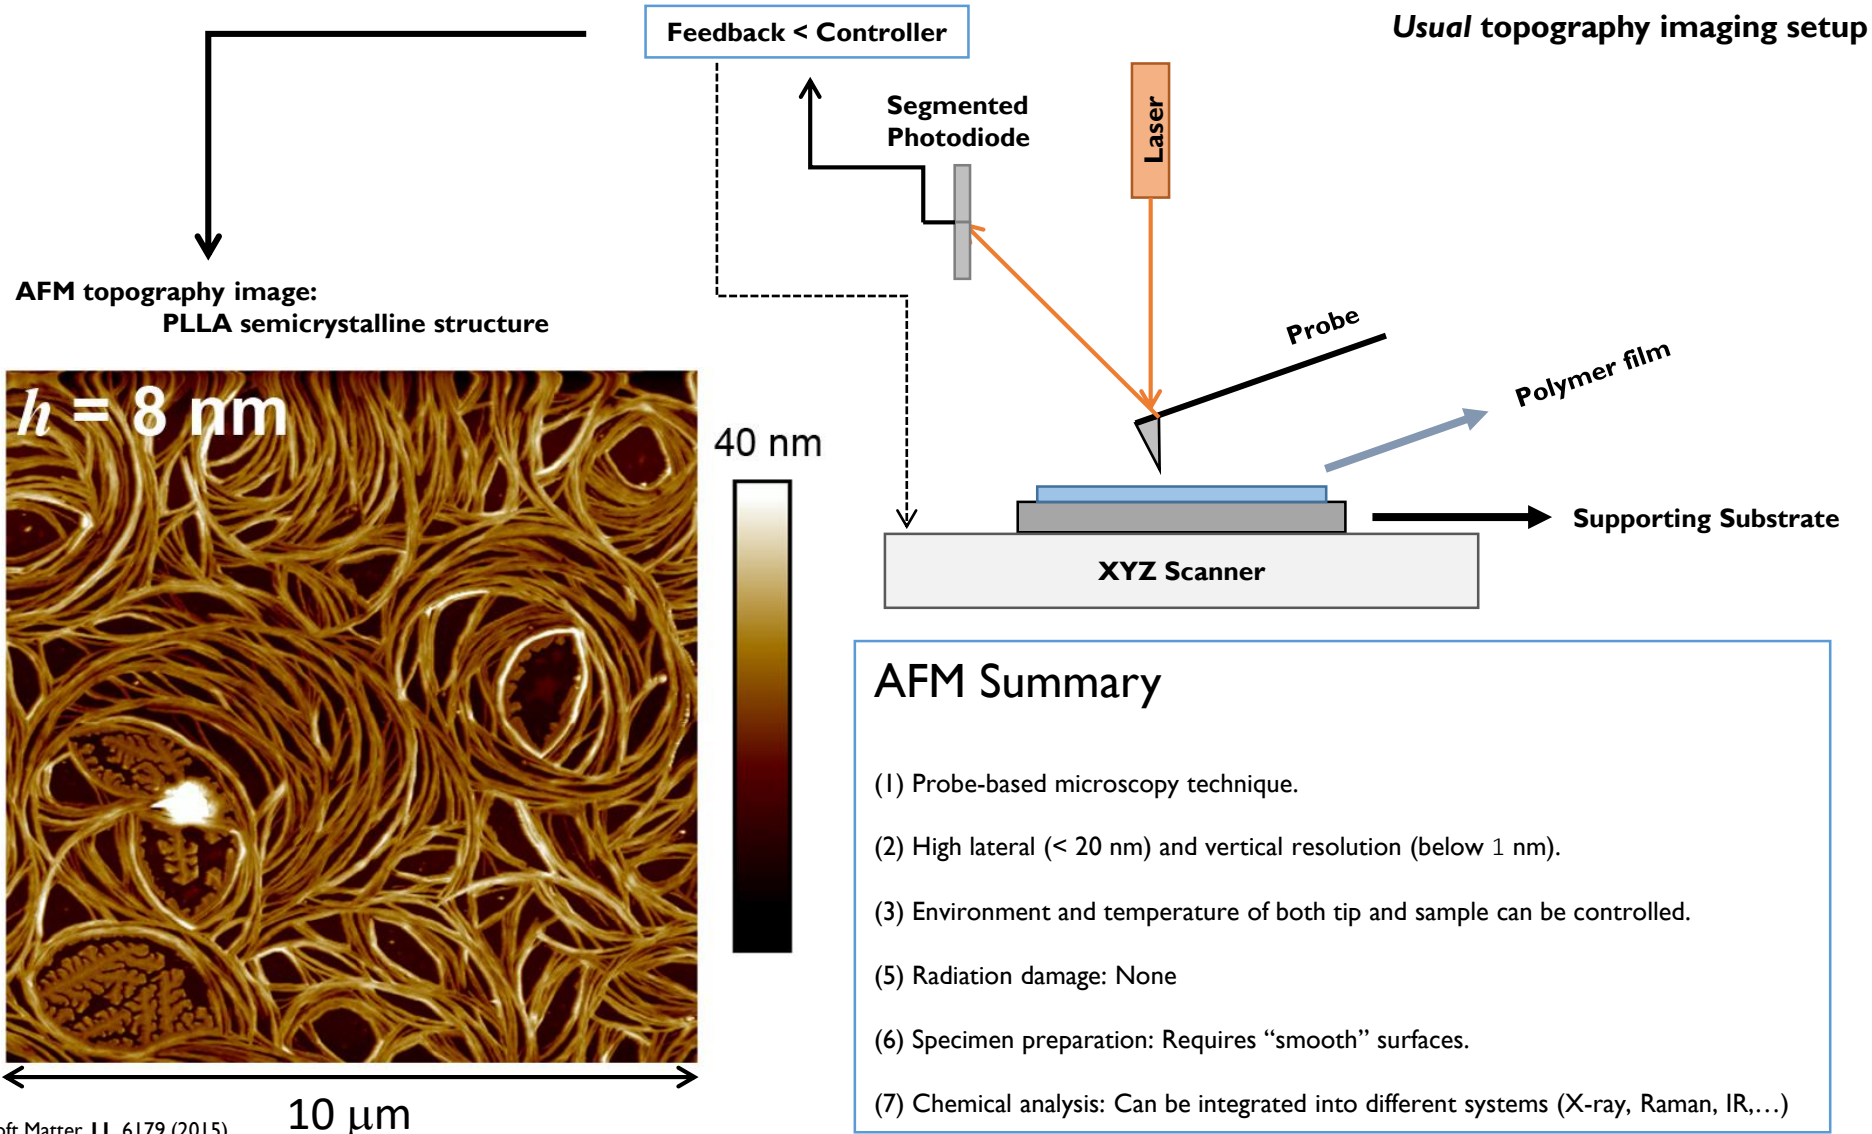 Usual topography imaging setup
Feedback < Controller
Segmented
Photodiode
Laser
AFM topography image:
PLLA semicrystalline structure
Probe
Polymer film
h = 8 nm
40 nm
Supporting Substrate
XYZ Scanner
AFM Summary
(1) Probe-based microscopy technique.
(2) High lateral (< 20 nm) and vertical resolution (below 1 nm).
(3) Environment and temperature of both tip and sample can be controlled.
(5) Radiation damage: None
(6) Specimen preparation: Requires “smooth” surfaces.
(7) Chemical analysis: Can be integrated into different systems (X-ray, Raman, IR,…)
10 μm
Matter 11, 6179 (2015)